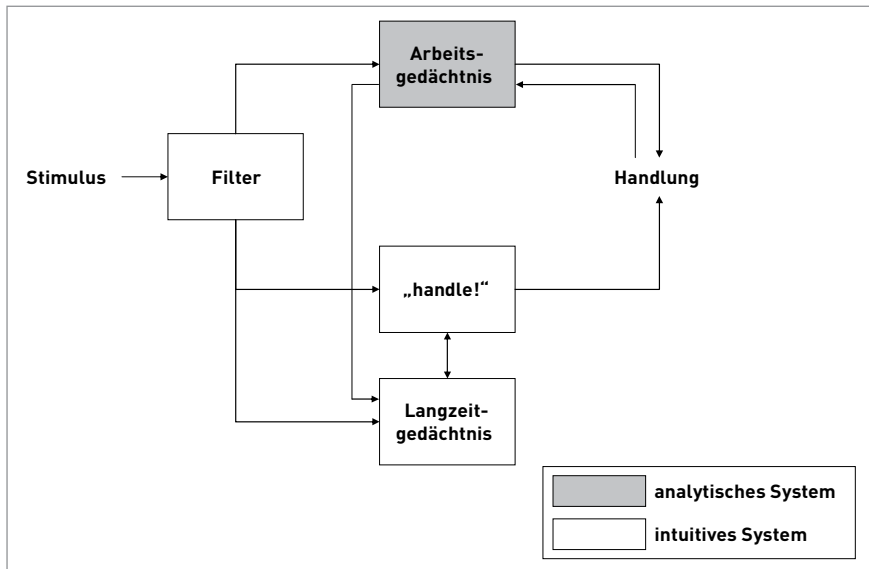 Arbeits-
gedächtnis
Stimulus
Filter
Handlung
„handle!“
Langzeit-
gedächtnis
analytisches System
intuitives System